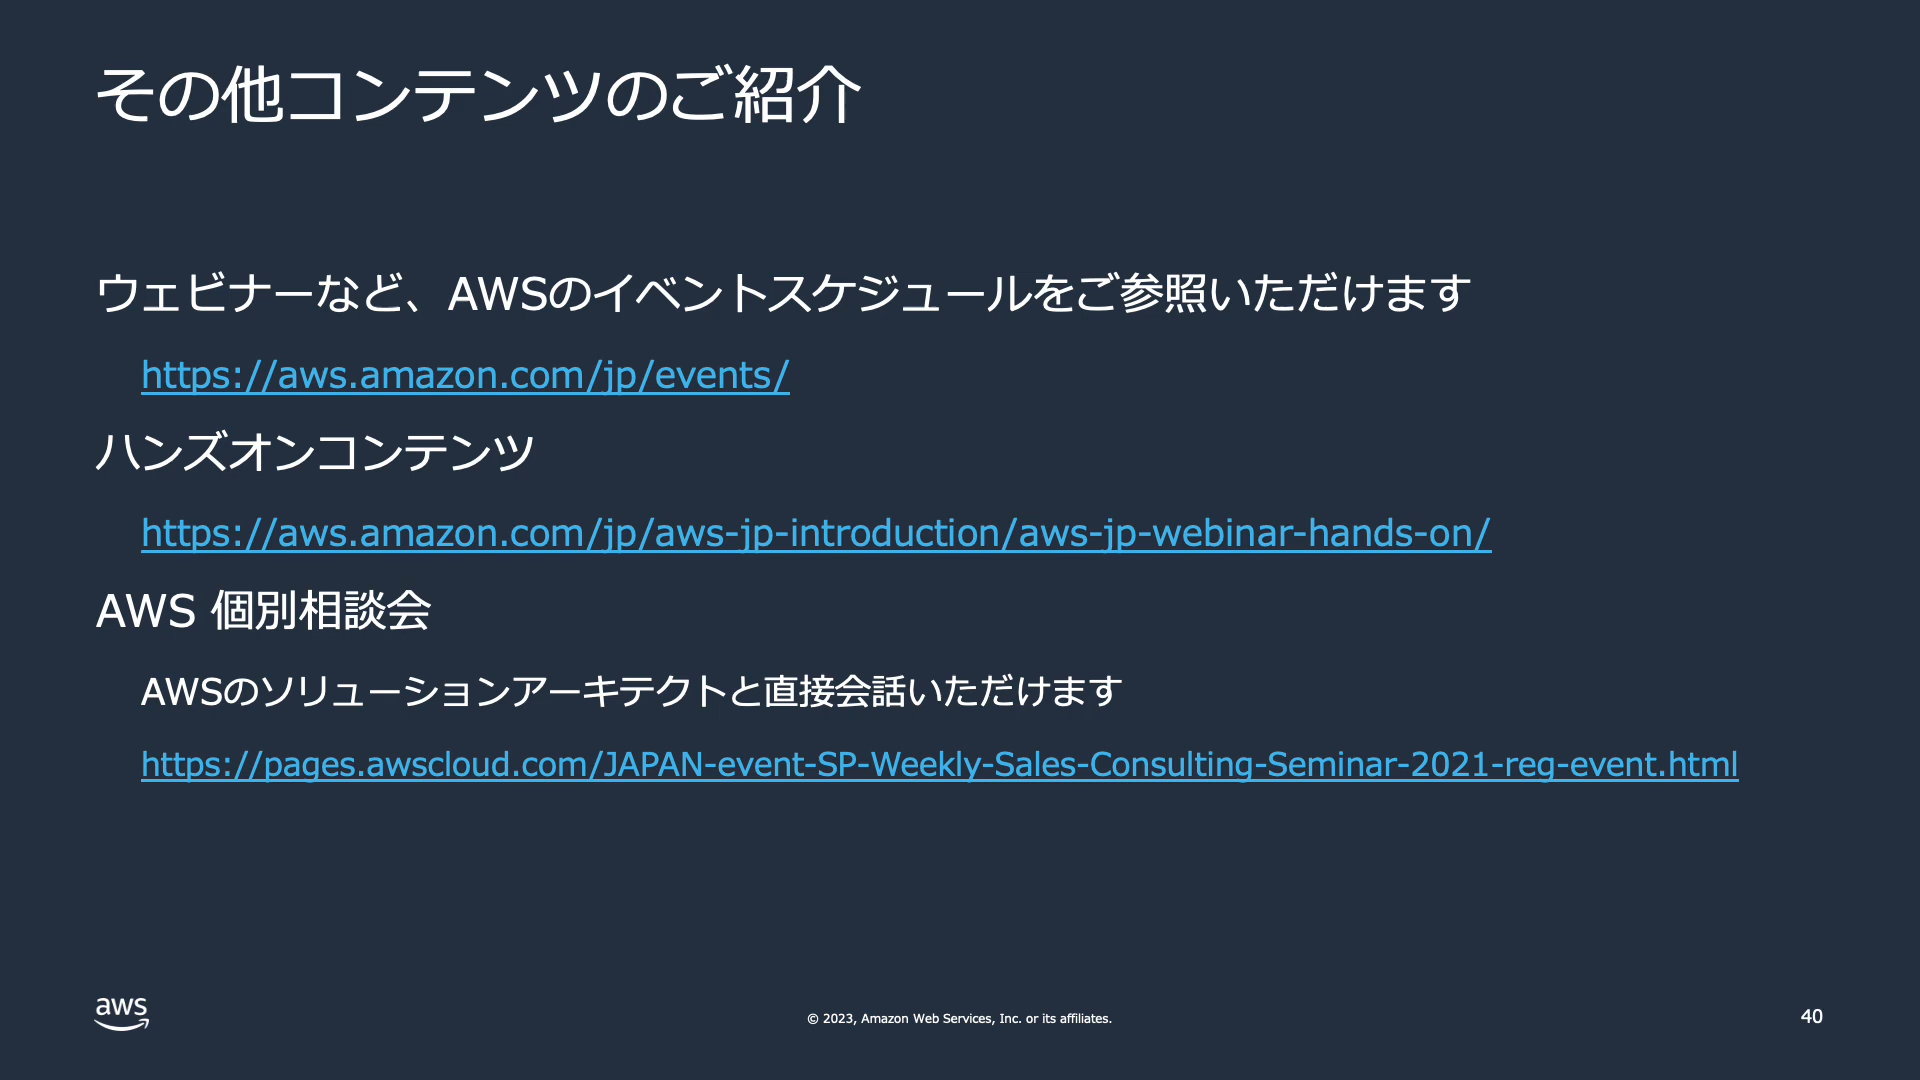 その他コンテンツのご紹介
ウェビナーなど、AWSのイベントスケジュールをご参照いただけます
https://aws.amazon.com/jp/events/
ハンズオンコンテンツ
https://aws.amazon.com/jp/aws-jp-introduction/aws-jp-webinar-hands-on/
AWS 個別相談会
AWSのソリューションアーキテクトと直接会話いただけます
https://pages.awscloud.com/JAPAN-event-SP-Weekly-Sales-Consulting-Seminar-2021-reg-event.html
aws
© 2023, Amazon Web Services, Inc. or its affiliates.
40